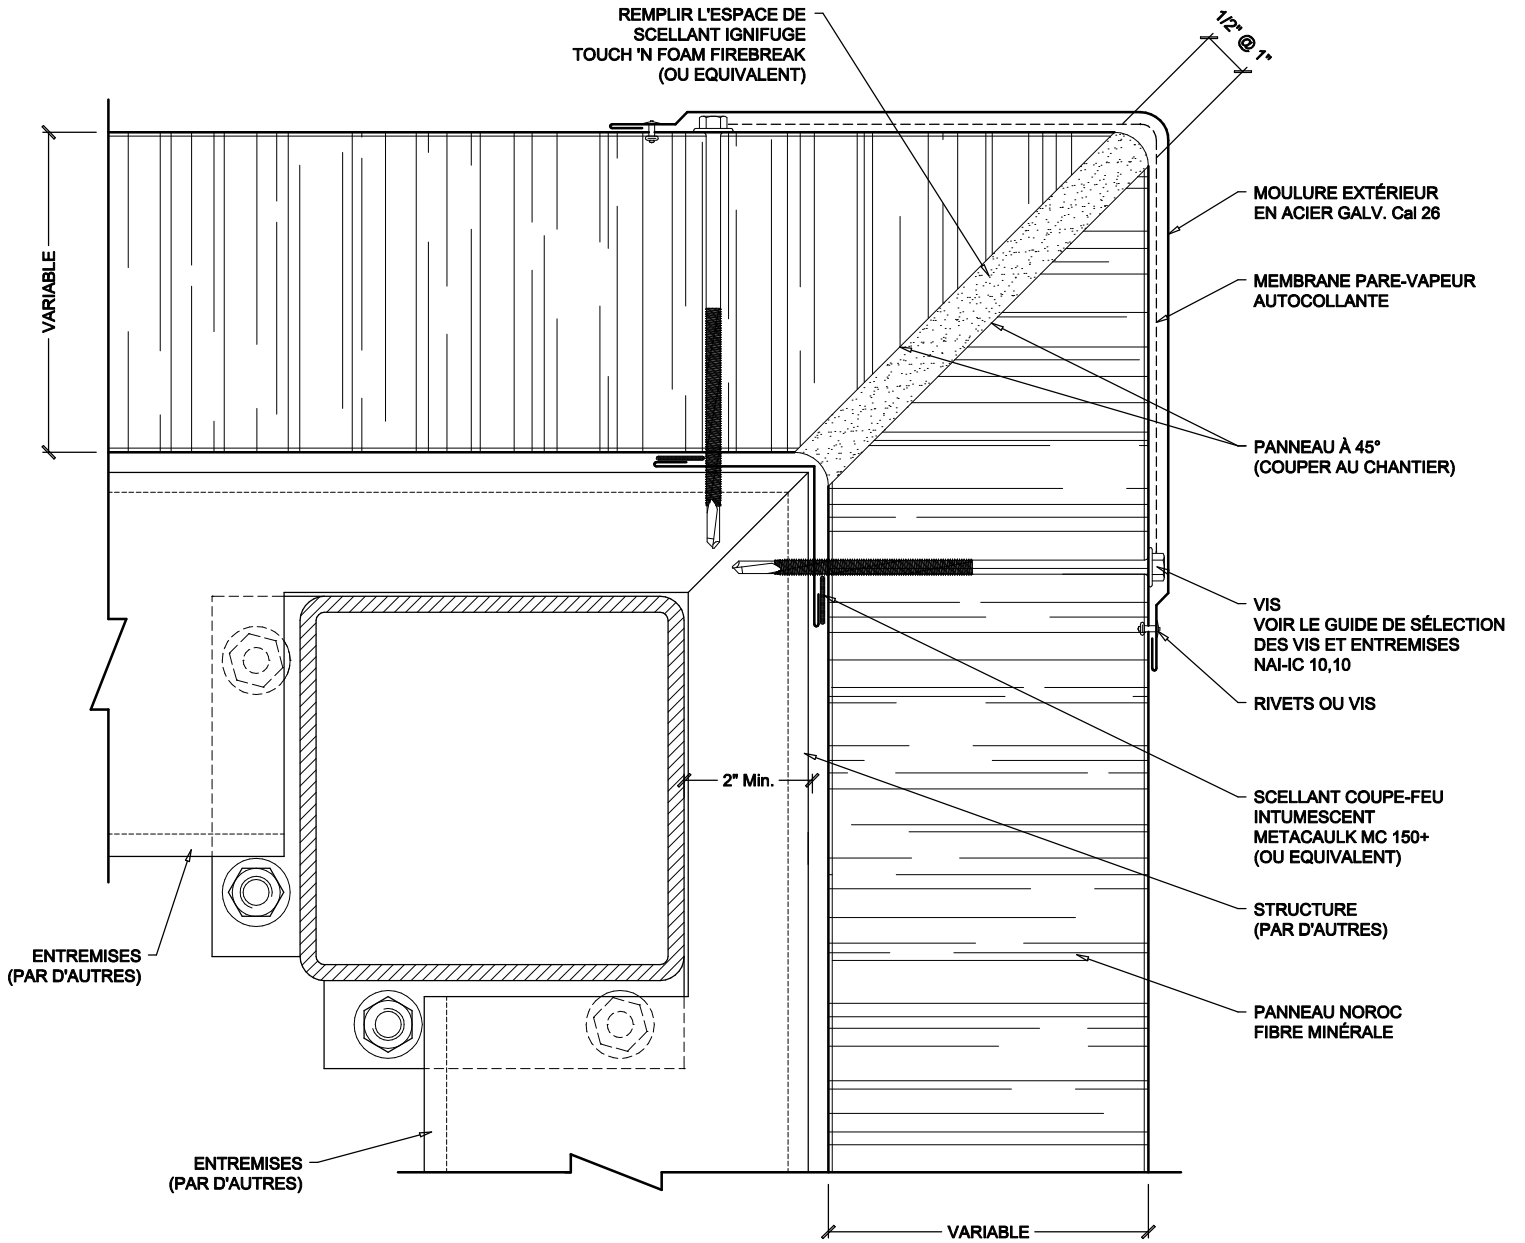 REMPLIR L'ESPACE DE
SCELLANT IGNIFUGE
TOUCH 'N FOAM FIREBREAK
(OU EQUIVALENT)
1/2" @ 1"
MOULURE EXTÉRIEUR
EN ACIER GALV. Cal 26
MEMBRANE PARE-VAPEUR
AUTOCOLLANTE
VARIABLE
PANNEAU À 45°
(COUPER AU CHANTIER)
VIS
VOIR LE GUIDE DE SÉLECTION
DES VIS ET ENTREMISES
NAI-IC 10,10
RIVETS OU VIS
2" Min.
SCELLANT COUPE-FEU
INTUMESCENT
METACAULK MC 150+
(OU EQUIVALENT)
STRUCTURE
(PAR D'AUTRES)
ENTREMISES
(PAR D'AUTRES)
PANNEAU NOROC
FIBRE MINÉRALE
ENTREMISES
(PAR D'AUTRES)
VARIABLE